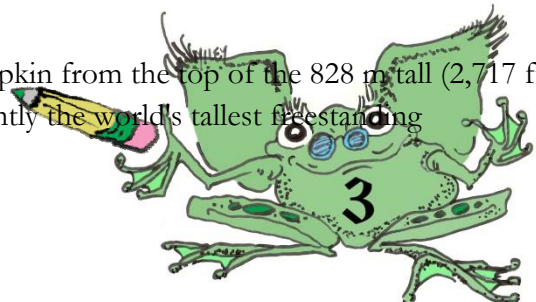 pkin from the top of the 828 m tall (2,717 f
ntly the world's tallest freestanding
3